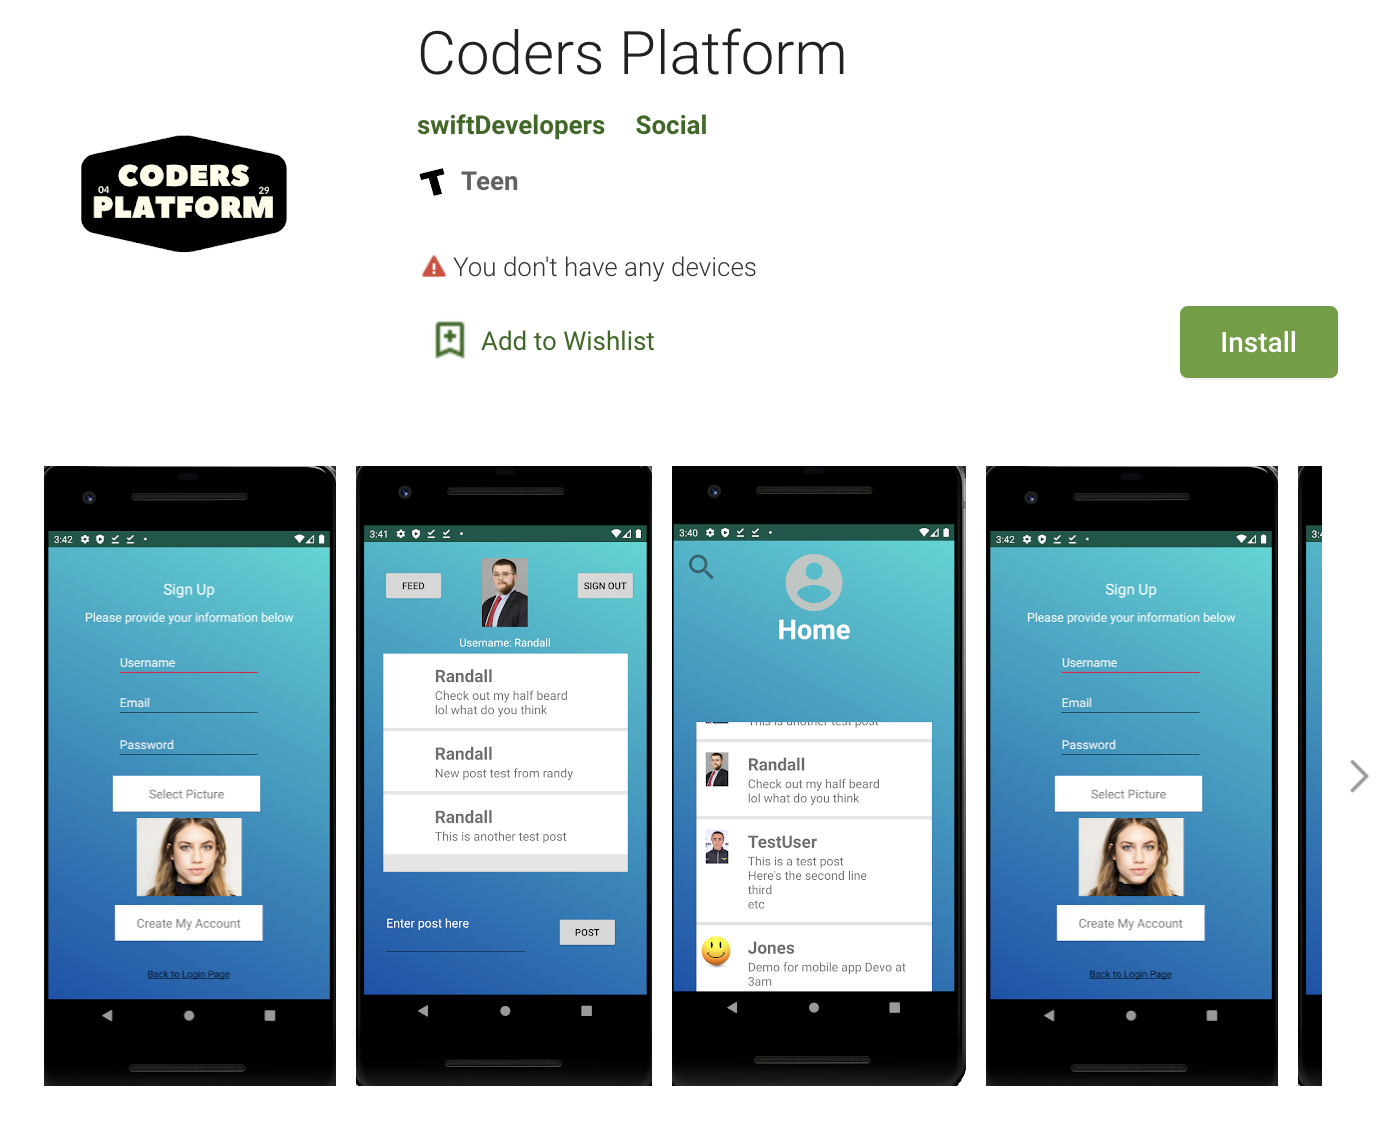 Coders Platform
swiftDevelopers Social
Teen
CODERS
04 29
PLATFORM
You don't have any devices
Add to Wishlist
Install
3:42
Sign Up
Please provide your information below
Username
Email
Password
Select Picture
Create My Account
Back to Login Page
3:41
FEED
SIGN OUT
Username: Randall
Randall
Check out my half beard
lol what do you think
Randall
New post test from randy
Randall
This is another test post
Enter post here
POST
3:40
Home
This is another test post
Randall
Check out my half beard
lol what do you think
TestUser
This is a test post
Here's the second line
third
etc
Jones
Demo for mobile app Devo at
3am
3:42
Sign Up
Please provide your information below
Username
Email
Password
Select Picture
Create My Account
Back to Login Page